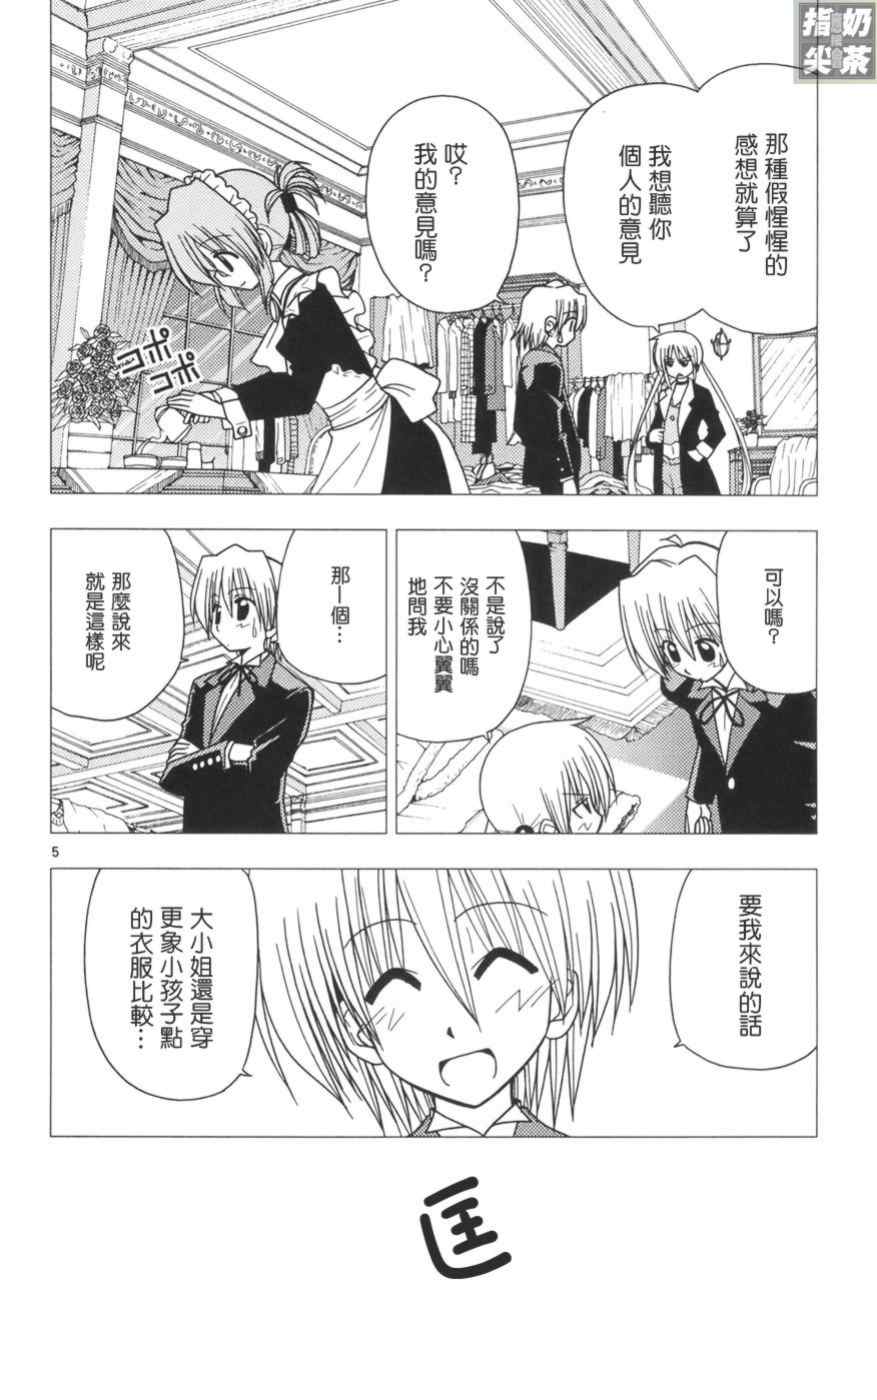 指奶
尖茶
那種假惺惺的
感想就算了
我想聽你
個人的意見
哎？
我的意見嗎？
コポ
コポ
可以嗎？
不是說了
沒關係的嗎
不要小心翼翼
地問我
那一個…
那麼說來
就是這樣呢
5
要我來說的話
大小姐還是穿
更象小孩子點
的衣服比較…
匡